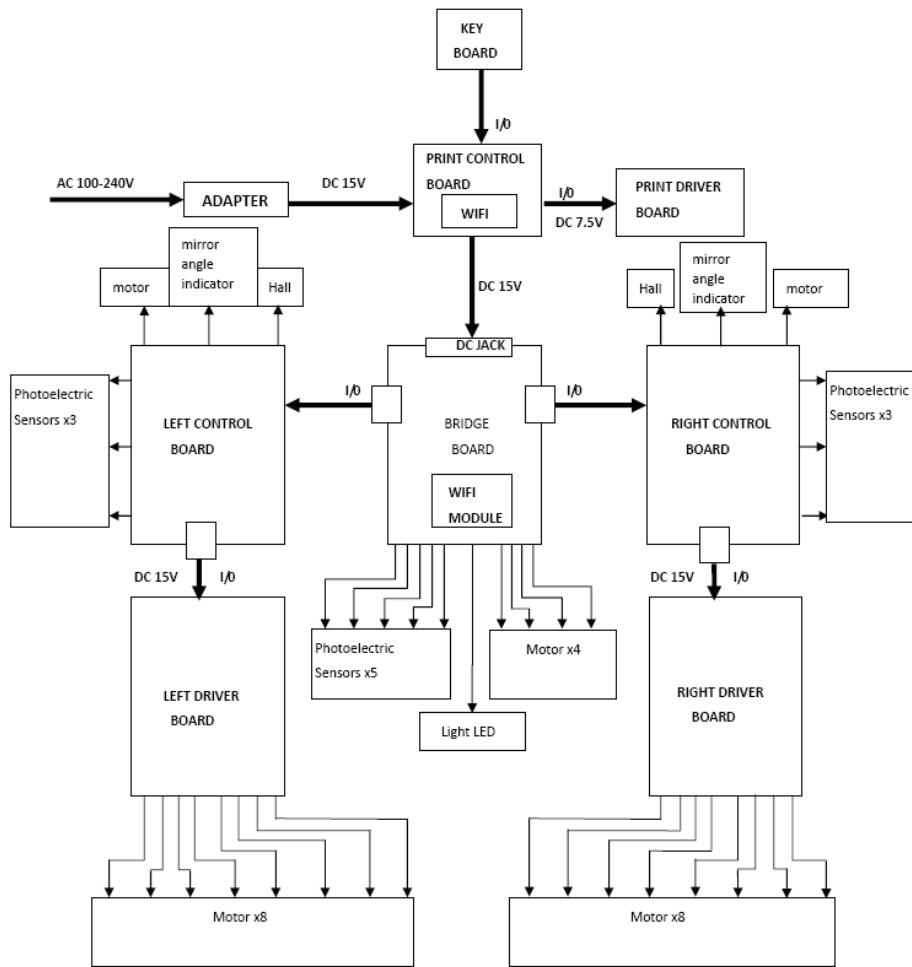 KEY
BOARD
I/0
PRINT CONTROL
BOARD
WIFI
AC 100-240V
ADAPTER
DC 15V
I/0
DC 7.5V
PRINT DRIVER
BOARD
DC 15V
motor
mirror
angle
indicator
Hall
Hall
mirror
angle
indicator
motor
DC JACK
Photoelectric
Sensors x3
LEFT CONTROL
BOARD
I/0
BRIDGE
BOARD
WIFI
MODULE
I/0
RIGHT CONTROL
BOARD
Photoelectric
Sensors x3
DC 15V
I/0
DC 15V
I/0
LEFT DRIVER
BOARD
Photoelectric
Sensors x5
Motor x4
Light LED
RIGHT DRIVER
BOARD
Motor x8
Motor x8